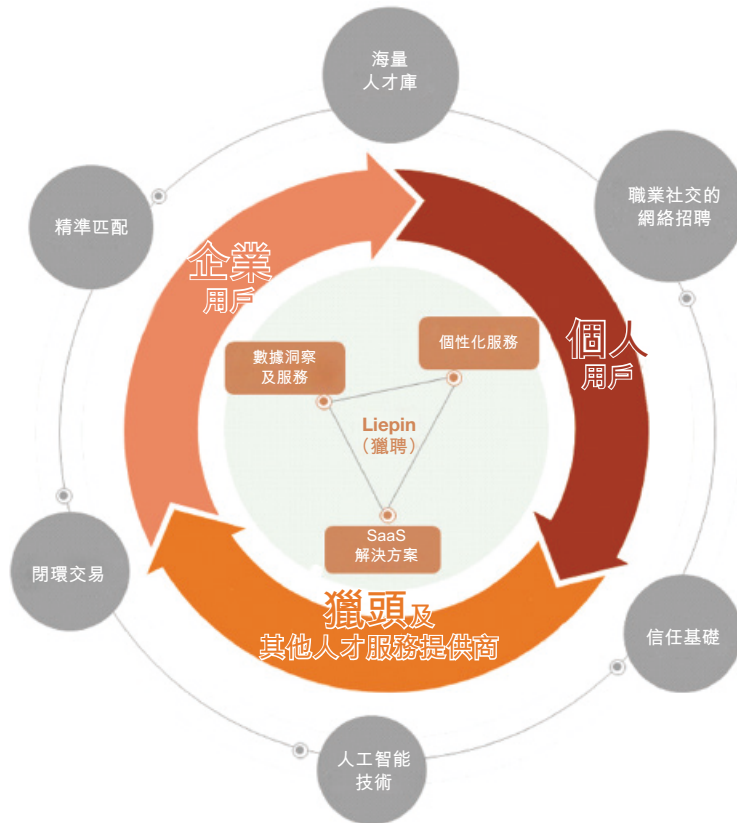 海量
人才庫
職業社交的
網絡招聘
精準匹配
企業
用戶
個人
用戶
個性化服務
數據洞察
及服務
Liepin
（獵聘）
SaaS
解決方案
閉環交易
獵頭及
其他人才服務提供商
信任基礎
人工智能
技術